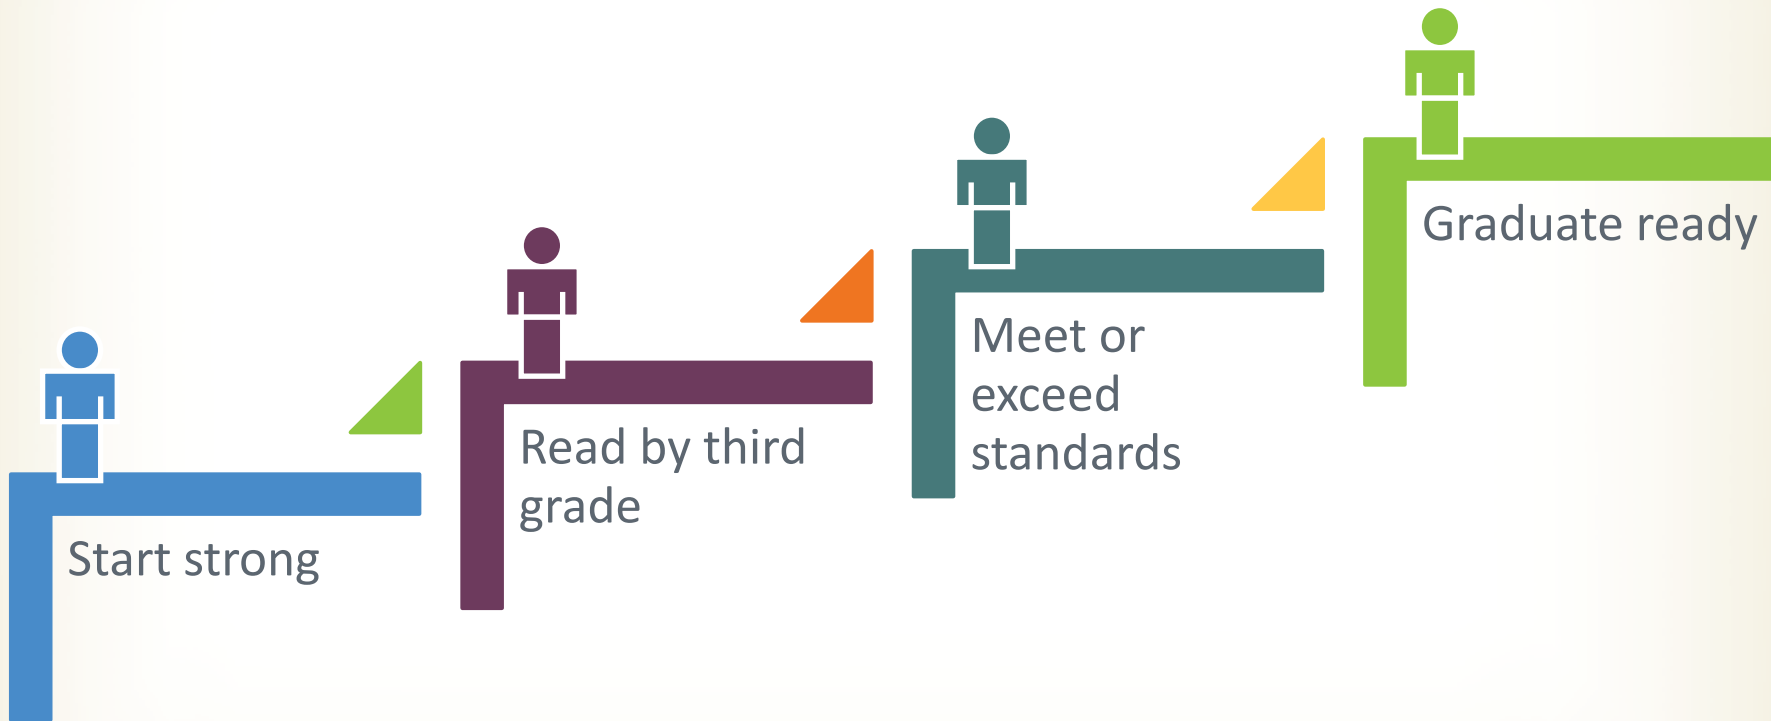 Start strong
Read by third
grade
Meet or
exceed
standards
Graduate ready